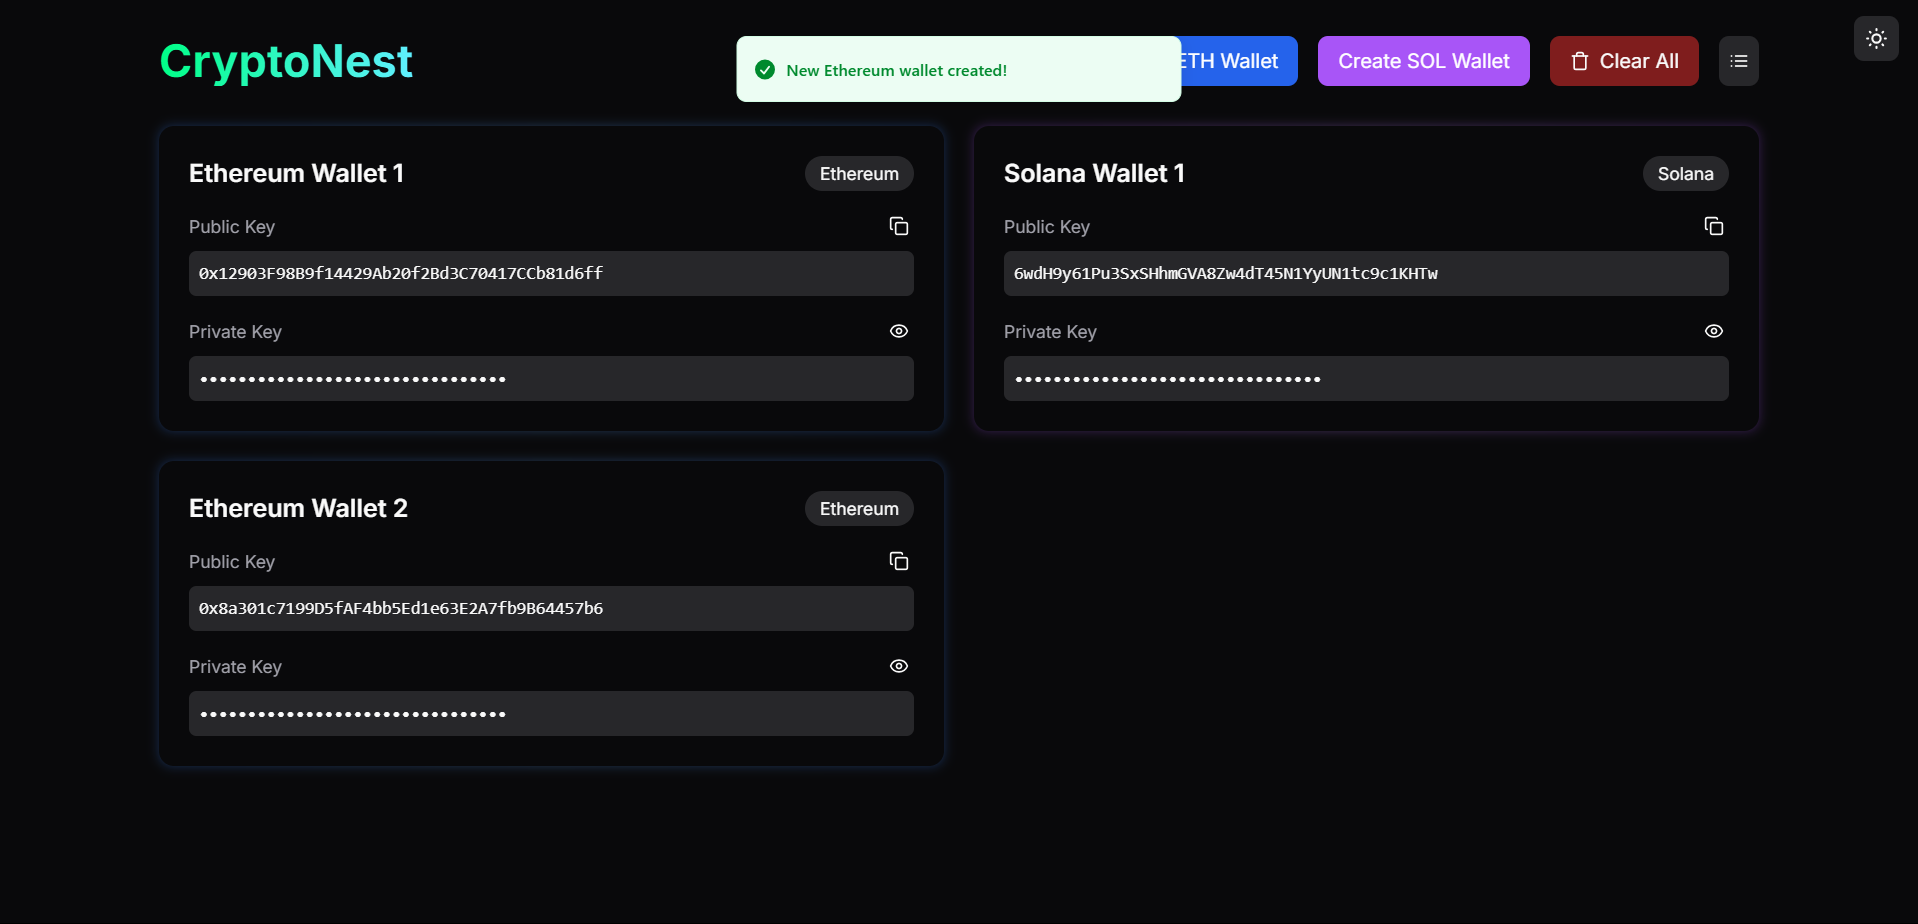 CryptoNest
New Ethereum wallet created!
ETH Wallet
Create SOL Wallet
Clear All
Ethereum Wallet 1
Ethereum
Public Key
0x12903F98B9f14429Ab20f2Bd3C70417CCb81d6ff
Private Key
••••••••••••••••••••••••••••••••
Solana Wallet 1
Solana
Public Key
6wdH9y61Pu3SxSHhmGVA8Zw4dT45N1YyUN1tc9c1KHTw
Private Key
••••••••••••••••••••••••••••••••
Ethereum Wallet 2
Ethereum
Public Key
0x8a301c7199D5fAF4bb5Ed1e63E2A7fb9B64457b6
Private Key
••••••••••••••••••••••••••••••••